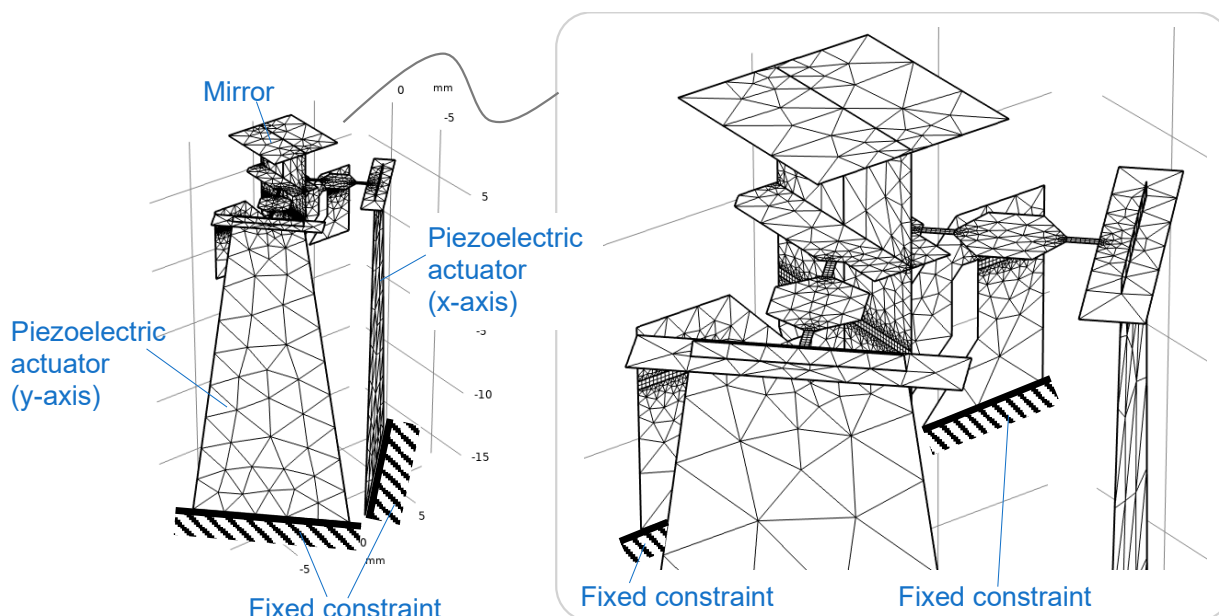 Mirror
0
mm
-5
5
Piezoelectric
actuator
(x-axis)
-5
Piezoelectric
actuator
(y-axis)
-10
-15
5
0
mm
-5
Fixed constraint
Fixed constraint
Fixed constraint